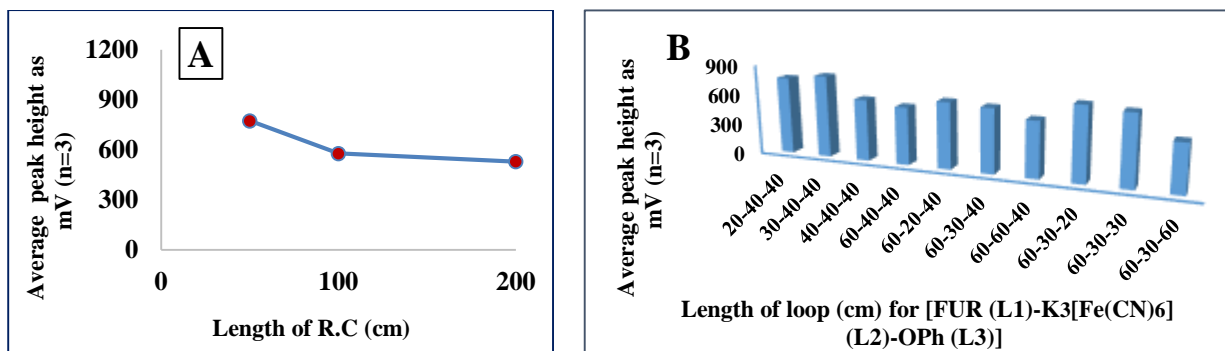 A
Average peak height as
mV (n=3)
1200
900
600
300
0
0
100
200
Length of R.C (cm)
B
Average peak height as
mV (n=3)
900
600
300
0
20-40-40
30-40-40
40-40-40
60-40-40
60-20-40
60-30-40
60-60-40
60-30-20
60-30-30
60-30-60
Length of loop (cm) for [FUR (L1)-K3[Fe(CN)6]
(L2)-OPh (L3)]